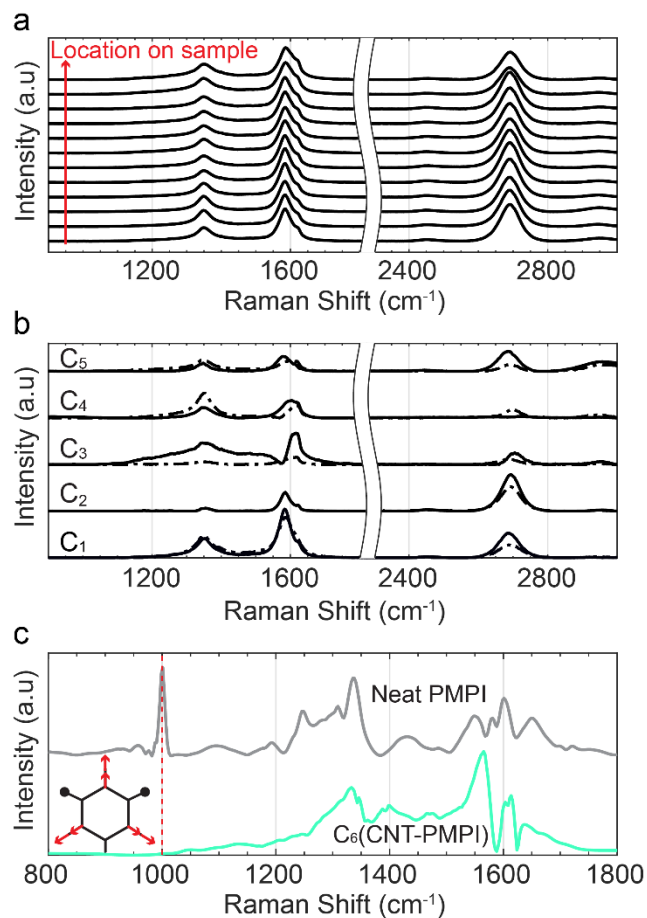 a
Location on sample
Intensity (a.u)
1200 1600 2400 2800
Raman Shift (cm⁻¹)
b
C₅
C₄
C₃
C₂
C₁
Intensity (a.u)
1200 1600 2400 2800
Raman Shift (cm⁻¹)
c
Neat PMPI
C₆(CNT-PMPI)
Intensity (a.u)
800 1000 1200 1400 1600 1800
Raman Shift (cm⁻¹)